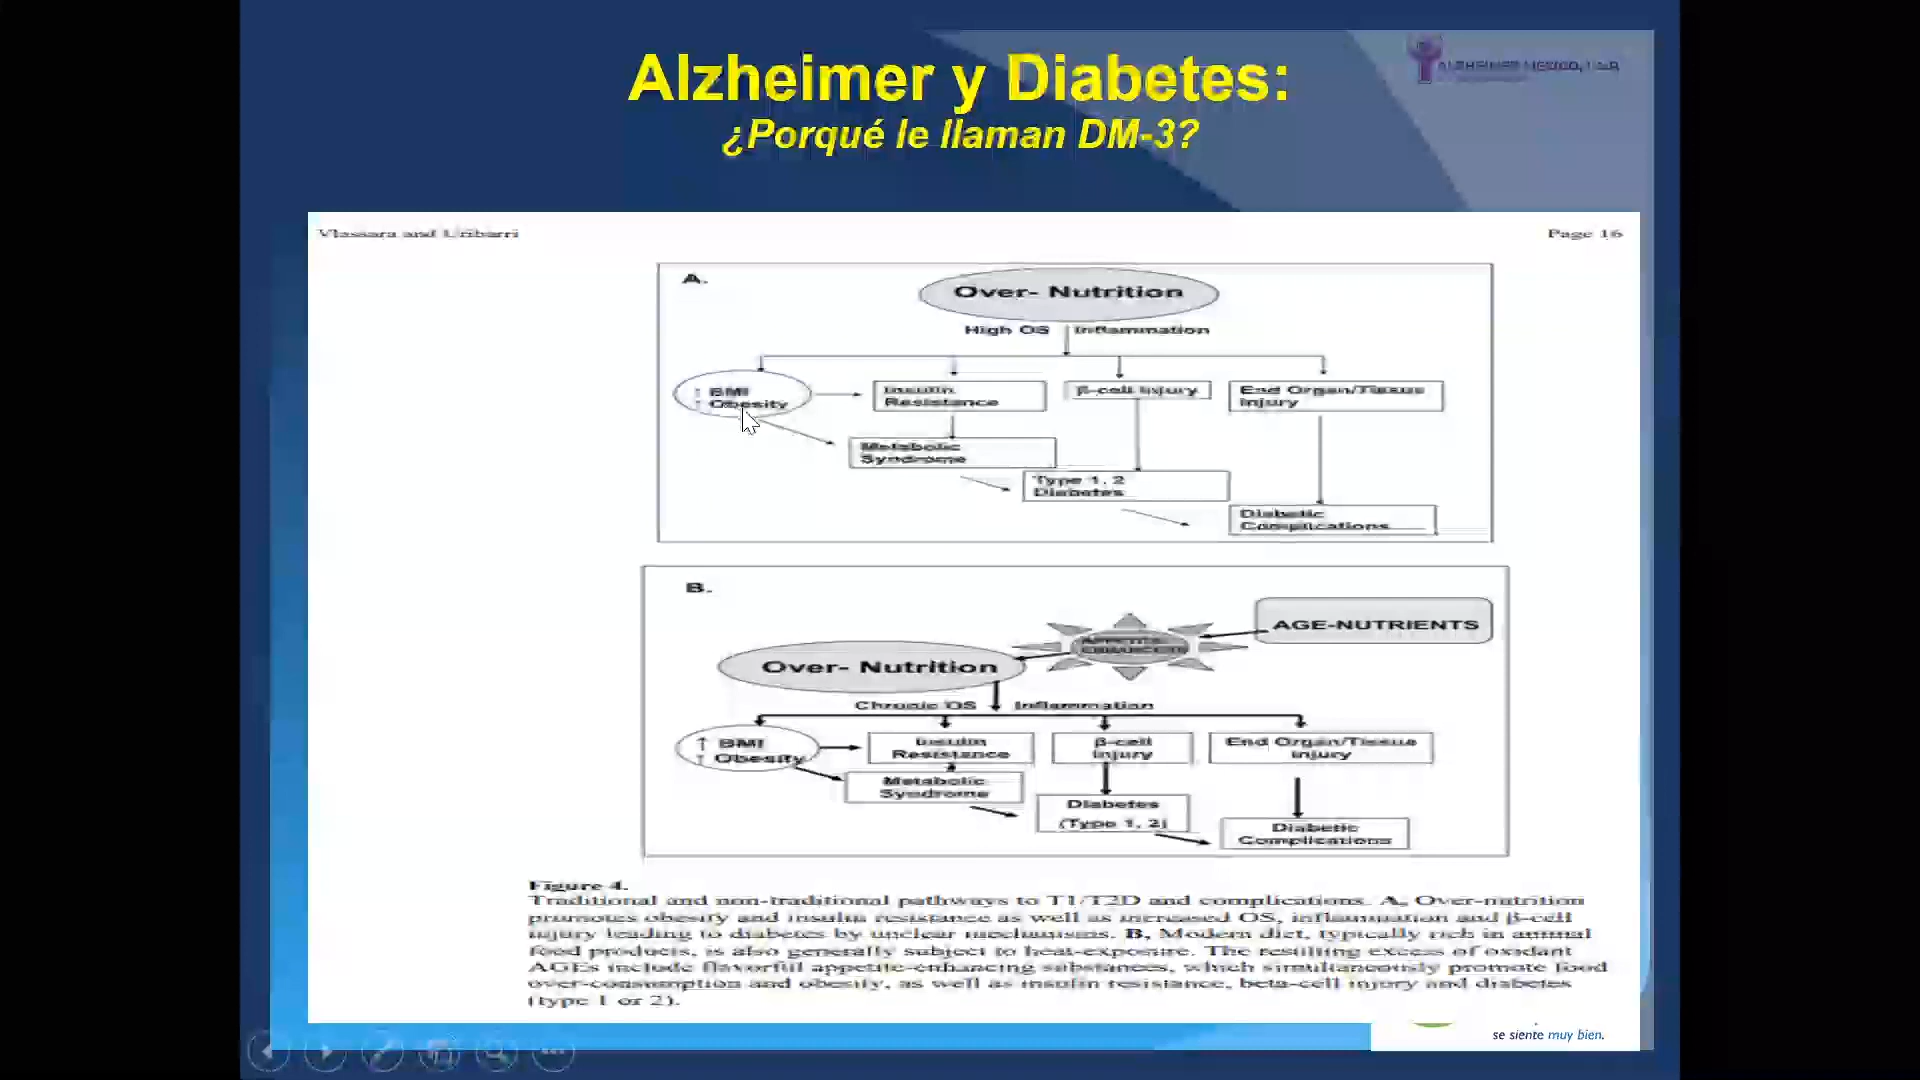 Alzheimer y Diabetes:
¿Porqué le llaman DM-3?
ALZHEIMER MEXICO, I.A.P.
Vlassara and Uribarri
Page 16
A.
Over- Nutrition
High OS Inflammation
↑ BMI
↑ Obesity
Insulin
Resistance
β-cell Injury
End Organ/Tissue
Injury
Metabolic
Syndrome
Type 1, 2
Diabetes
Diabetic
Complications
B.
AGE-NUTRIENTS
APPETITE
ENHANCERS
Over- Nutrition
Chronic OS Inflammation
↑ BMI
↑ Obesity
Insulin
Resistance
β-cell
Injury
End Organ/Tissue
Injury
Metabolic
Syndrome
Diabetes
(Type 1, 2)
Diabetic
Complications
Figure 4.
Traditional and non-traditional pathways to T1/T2D and complications. A, Over-nutrition
promotes obesity and insulin resistance as well as increased OS, inflammation and β-cell
injury leading to diabetes by unclear mechanisms. B, Modern diet, typically rich in animal
food products, is also generally subject to heat-exposure. The resulting excess of oxidant
AGEs include flavorful appetite-enhancing substances, which simultaneously promote food
over-consumption and obesity, as well as insulin resistance, beta-cell injury and diabetes
(type 1 or 2).
se siente muy bien.